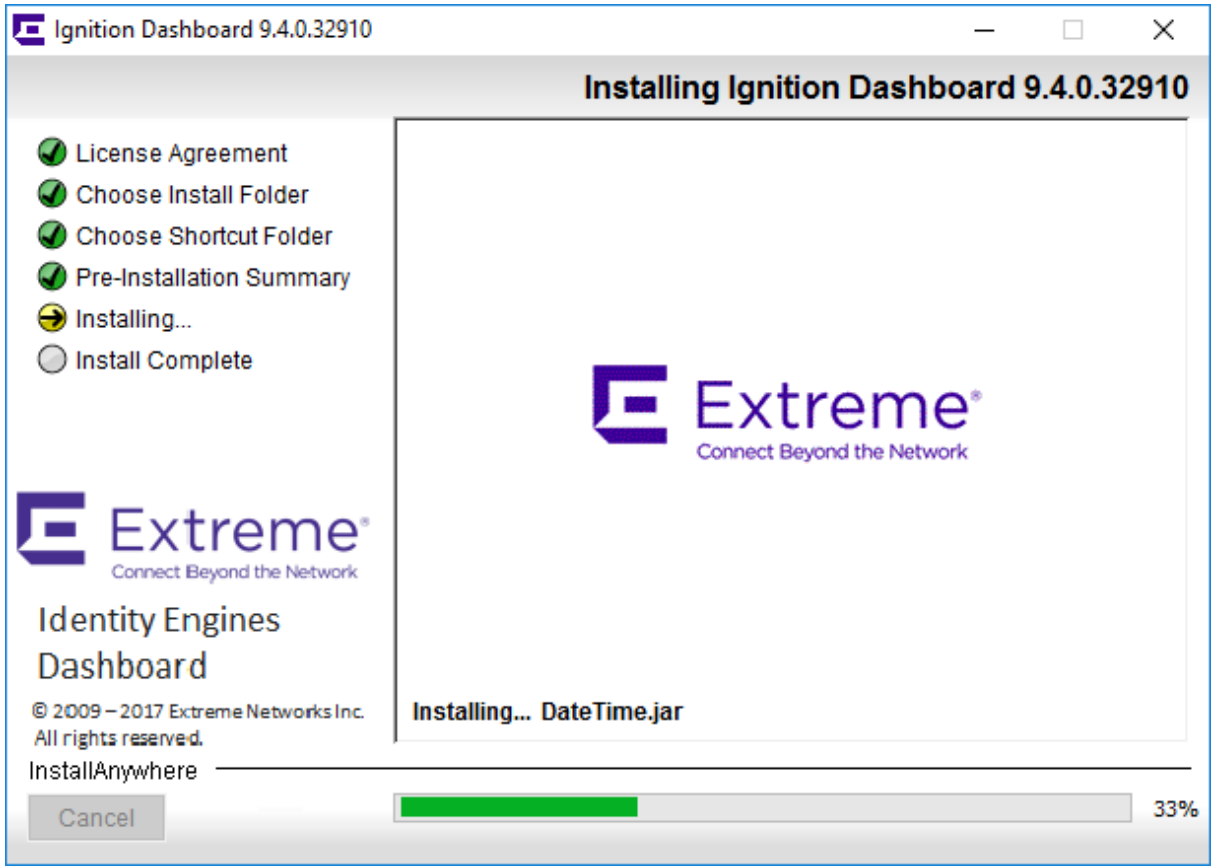 Ignition Dashboard 9.4.0.32910
Installing Ignition Dashboard 9.4.0.32910
License Agreement
Choose Install Folder
Choose Shortcut Folder
Pre-Installation Summary
Installing...
Install Complete
Extreme®
Connect Beyond the Network
Identity Engines
Dashboard
© 2009 – 2017 Extreme Networks Inc.
All rights reserved.
Extreme®
Connect Beyond the Network
Installing... DateTime.jar
InstallAnywhere
Cancel
33%